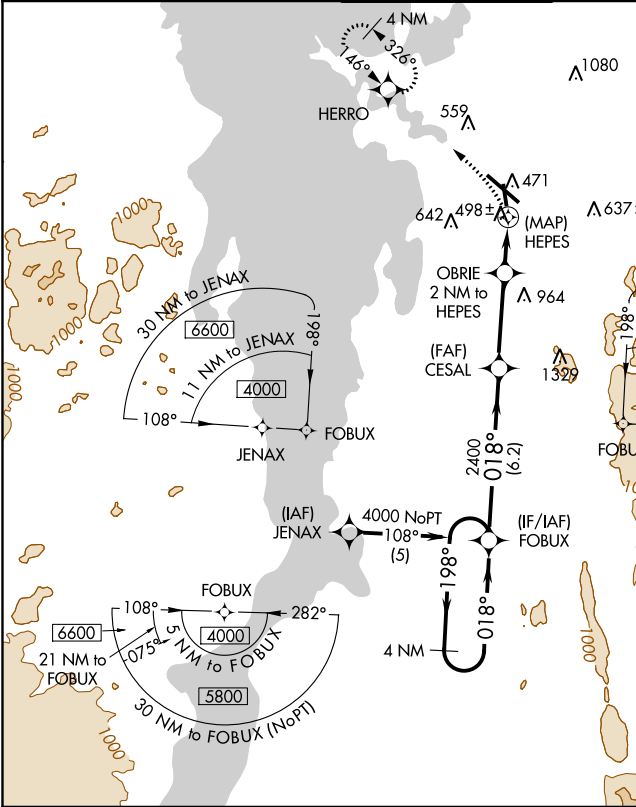 4 NM
326°
146°
HERRO
1080
559
471
642
498±
637±
(MAP)
HEPES
OBRIE
2 NM to
HEPES
964
(FAF)
CESAL
1329
1000
1000
1000
30 NM to JENAX
6600
198°
11 NM to JENAX
4000
108°
JENAX
FOBUX
198°
FOBU
10
2400
018°
(6.2)
(IAF)
JENAX
4000 NoPT
108°
(5)
(IF/IAF)
FOBUX
198°
018°
4 NM
FOBUX
108°
282°
6600
4000
5 NM to FOBUX
075°
21 NM to
FOBUX
5800
30 NM to FOBUX (NoPT)
1000
1000